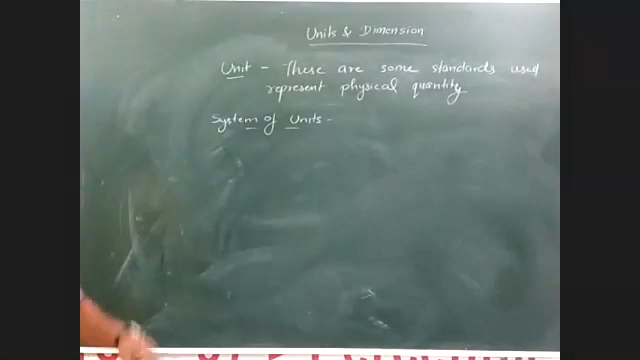 Units & Dimension
Unit - These are some standards used
represent physical quantity
System of Units -